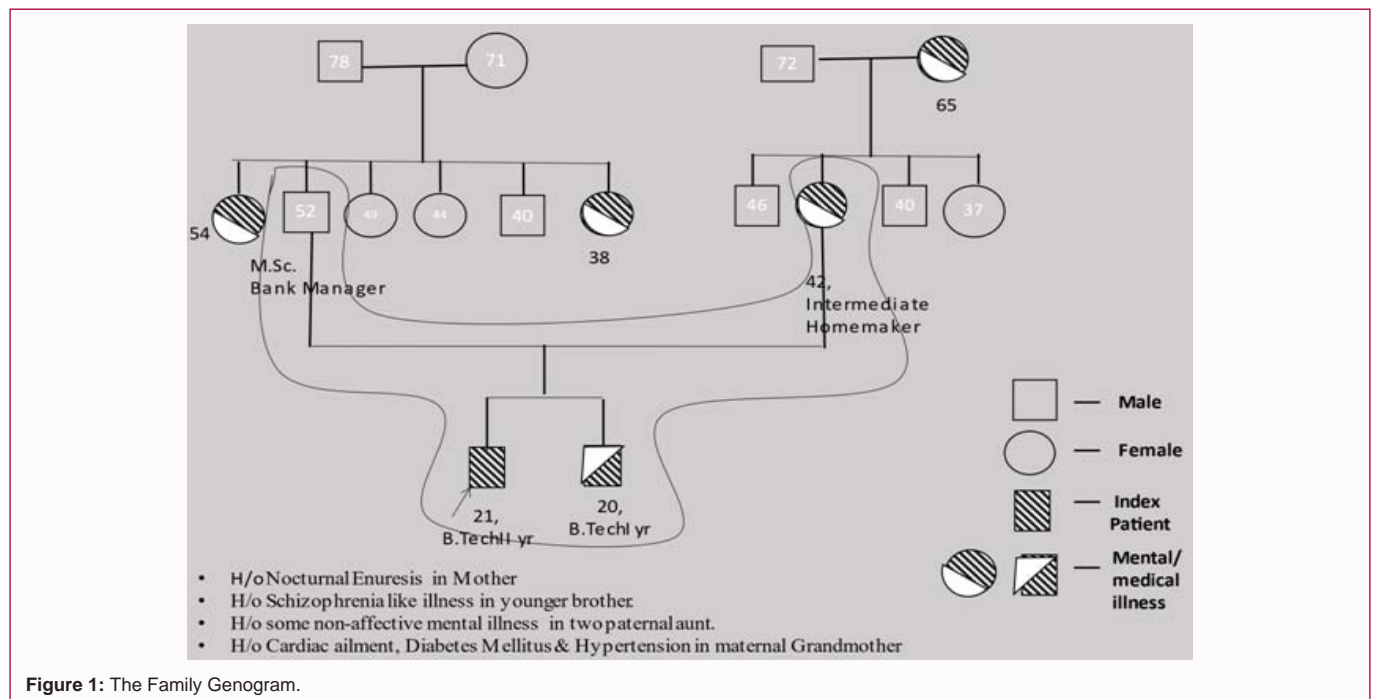 78
71
72
65
54
52
49
44
40
38
46
40
37
M.Sc.
Bank Manager
42,
Intermediate
Homemaker
21,
B.TechII yr
20,
B.TechI yr
Male
Female
Index
Patient
Mental/
medical
illness
• H/o Nocturnal Enuresis in Mother
• H/o Schizophrenia like illness in younger brother.
• H/o some non-affective mental illness in two paternal aunt.
• H/o Cardiac ailment, Diabetes Mellitus & Hypertension in maternal Grandmother
Figure 1: The Family Genogram.